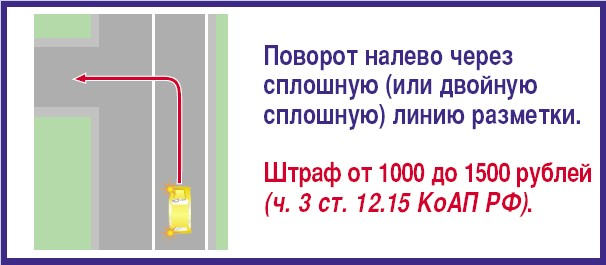 Поворот налево через
сплошную (или двойную
сплошную) линию разметки.
Штраф от 1000 до 1500 рублей
(ч. 3 ст. 12.15 КоАП РФ).